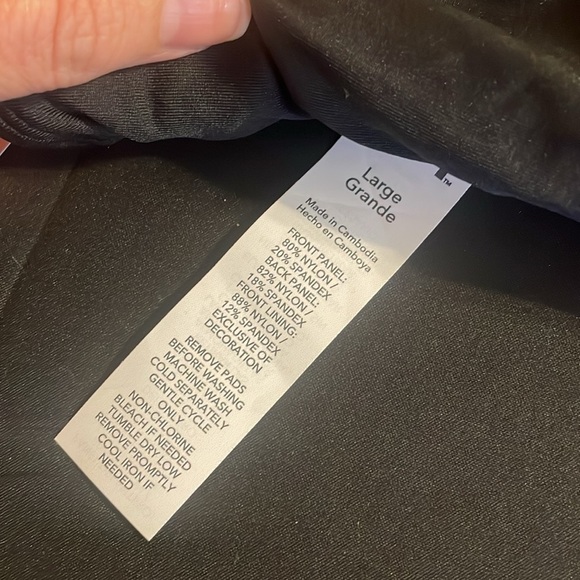 ™
Large
Grande
Made in Cambodia
Hecho en Camboya
FRONT PANEL:
80% NYLON /
20% SPANDEX
BACK PANEL:
82% NYLON /
18% SPANDEX
FRONT LINING:
88% NYLON /
12% SPANDEX
EXCLUSIVE OF
DECORATION
REMOVE PADS
BEFORE WASHING
MACHINE WASH
COLD SEPARATELY
GENTLE CYCLE
ONLY
NON-CHLORINE
BLEACH IF NEEDED
TUMBLE DRY LOW
REMOVE PROMPTLY
COOL IRON IF
NEEDED